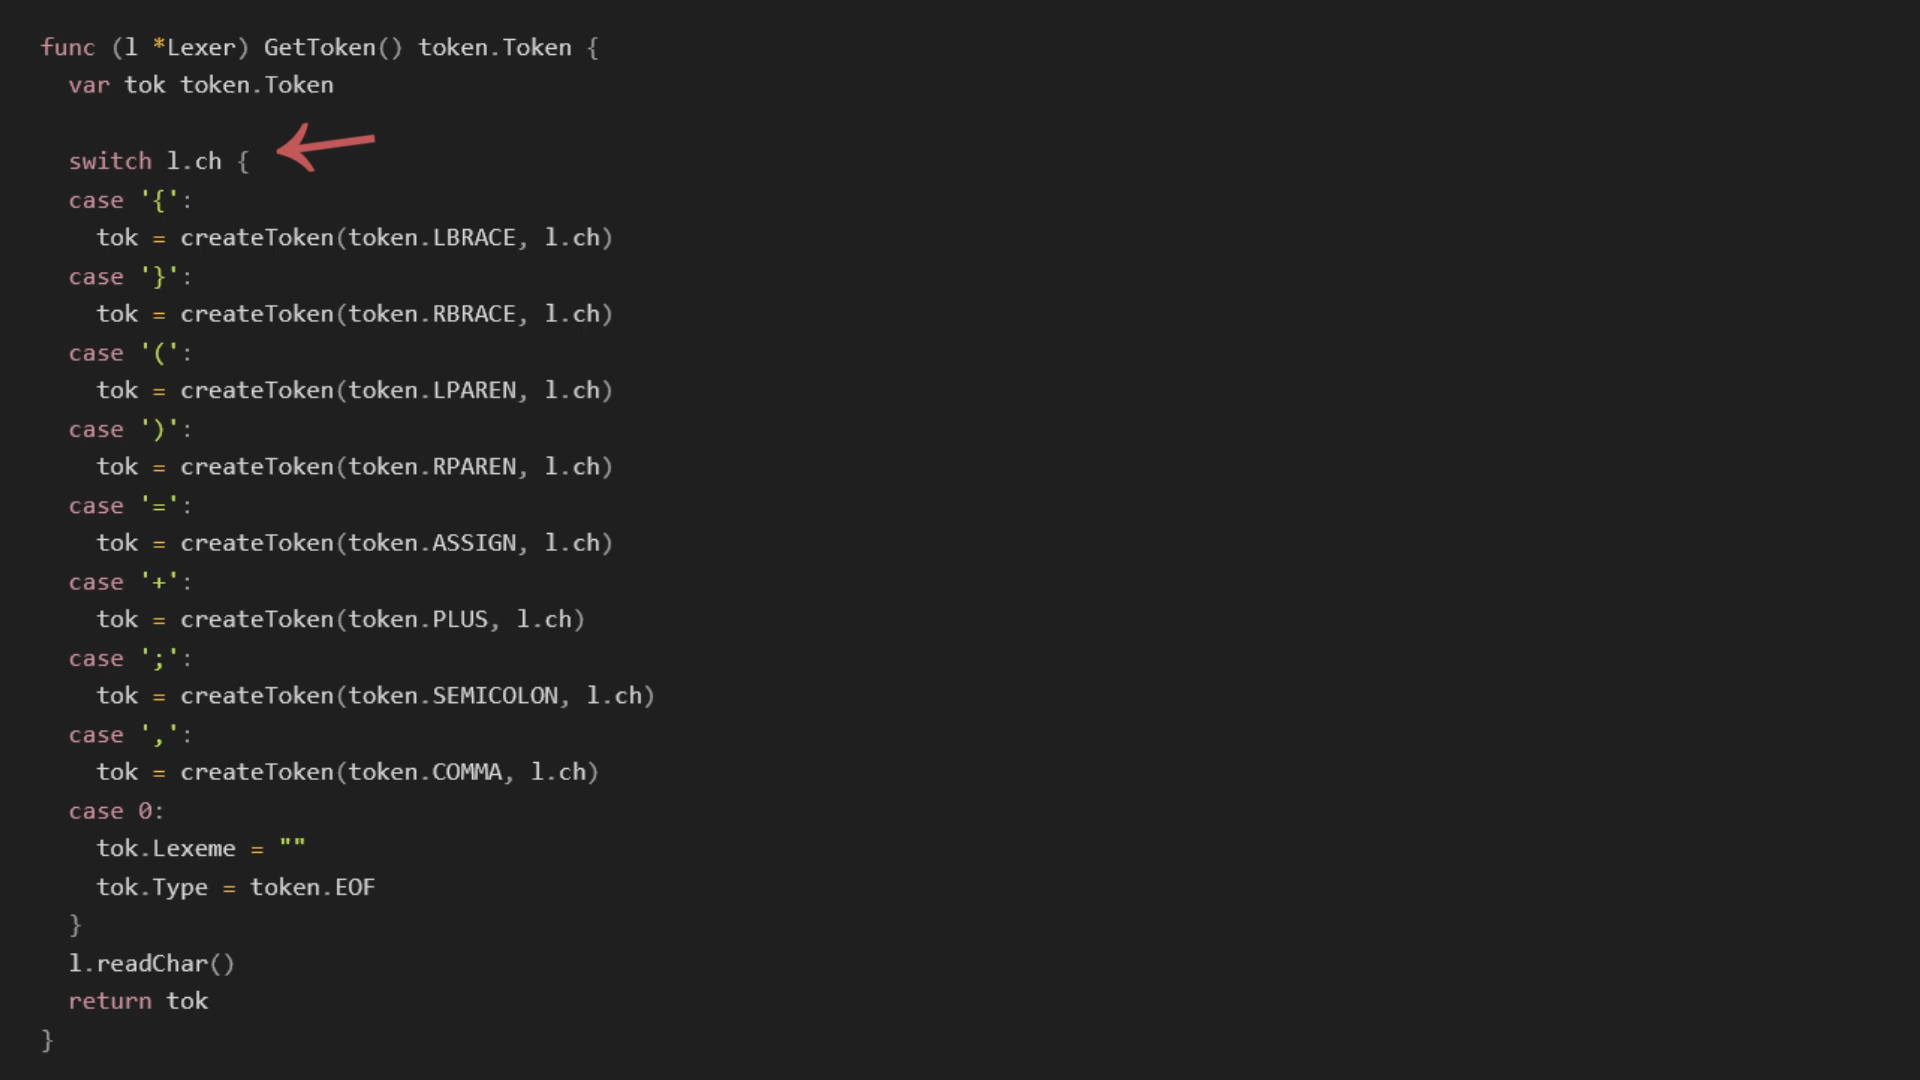 func (l *Lexer) GetToken() token.Token {
  var tok token.Token

  switch l.ch {
  case '{':
    tok = createToken(token.LBRACE, l.ch)
  case '}':
    tok = createToken(token.RBRACE, l.ch)
  case '(':
    tok = createToken(token.LPAREN, l.ch)
  case ')':
    tok = createToken(token.RPAREN, l.ch)
  case '=':
    tok = createToken(token.ASSIGN, l.ch)
  case '+':
    tok = createToken(token.PLUS, l.ch)
  case ';':
    tok = createToken(token.SEMICOLON, l.ch)
  case ',':
    tok = createToken(token.COMMA, l.ch)
  case 0:
    tok.Lexeme = ""
    tok.Type = token.EOF
  }
  l.readChar()
  return tok
}